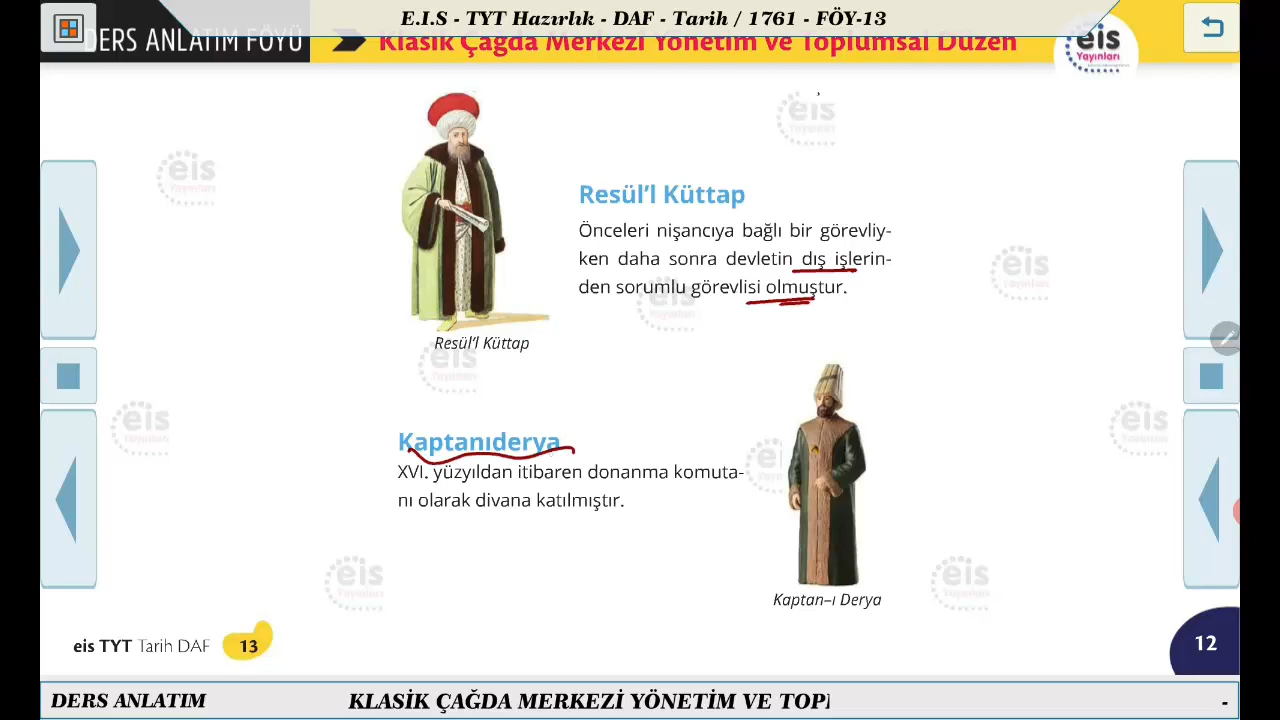 E.I.S - TYT Hazırlık - DAF - Tarih / 1761 - FÖY-13
DERS ANLATIM FÖYÜ
Klasik Çağda Merkezî Yönetim ve Toplumsal Düzen
eis
Yayınları
Resül’l Küttap
Önceleri nişancıya bağlı bir görevliy-
ken daha sonra devletin dış işlerin-
den sorumlu görevlisi olmuştur.
Resül’l Küttap
Kaptanıderya
XVI. yüzyıldan itibaren donanma komuta-
nı olarak divana katılmıştır.
Kaptan–ı Derya
eis TYT Tarih DAF 13
12
DERS ANLATIM KLASİK ÇAĞDA MERKEZİ YÖNETİM VE TOPI -